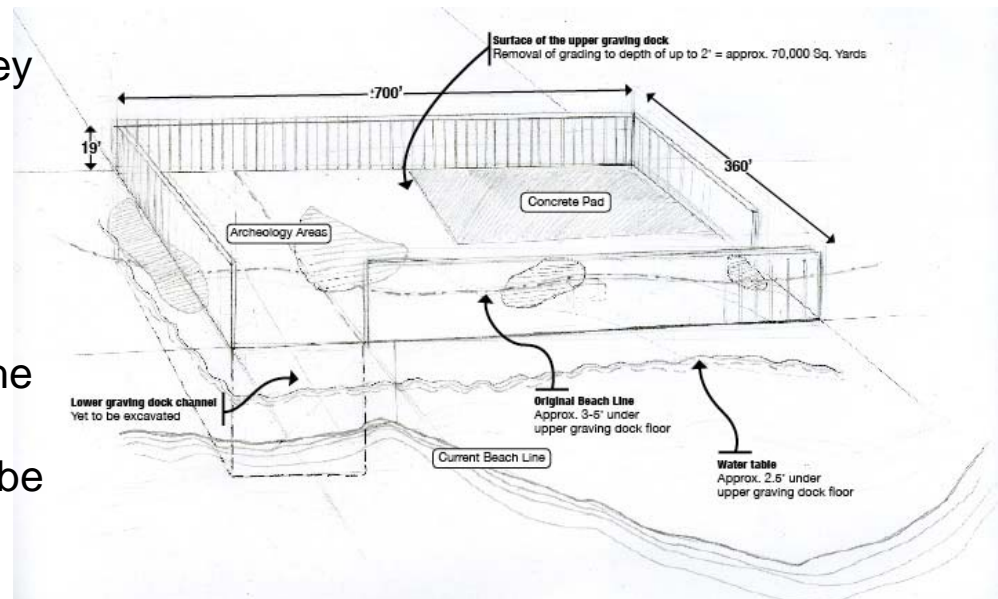 ey
ne
be
Surface of the upper graving dock
Removal of grading to depth of up to 2' = approx. 70,000 Sq. Yards
±700'
19'
360'
Concrete Pad
Archeology Areas
Lower graving dock channel
Yet to be excavated
Original Beach Line
Approx. 3-5' under
upper graving dock floor
Current Beach Line
Water table
Approx. 2.5' under
upper graving dock floor